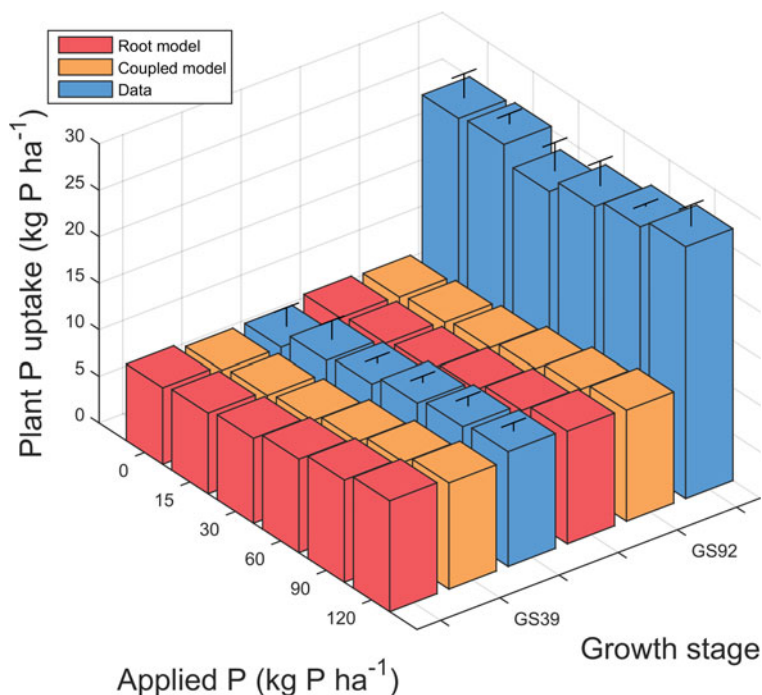 Root model
Coupled model
Data
Plant P uptake (kg P ha⁻¹)
30
25
20
15
10
5
0
0
15
30
60
90
120
Applied P (kg P ha⁻¹)
GS39
GS92
Growth stage